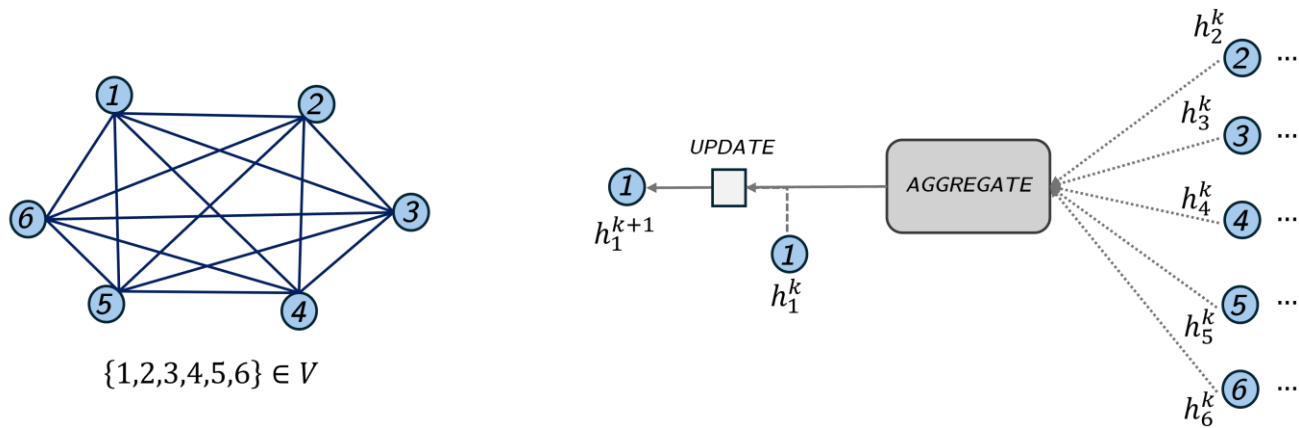 1
2
3
4
5
6
{1,2,3,4,5,6} ∈ V
1
h_1^{k+1}
UPDATE
1
h_1^k
AGGREGATE
h_2^k
2 ...
h_3^k
3 ...
h_4^k
4 ...
5 ...
h_5^k
6 ...
h_6^k